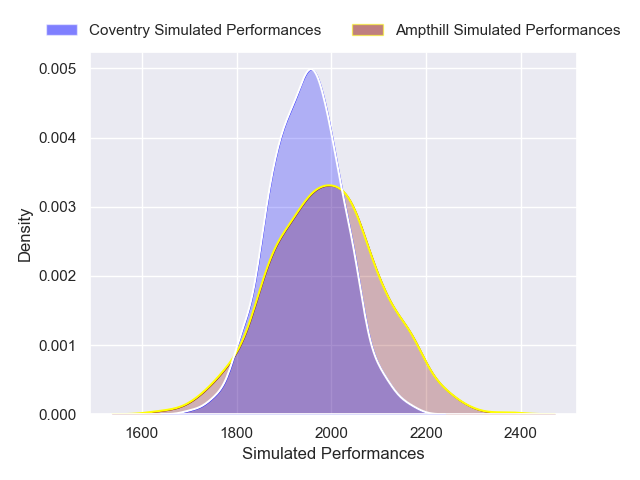 Coventry Simulated Performances
Ampthill Simulated Performances
0.005
0.004
0.003
0.002
0.001
0.000
Density
1600 1800 2000 2200 2400
Simulated Performances